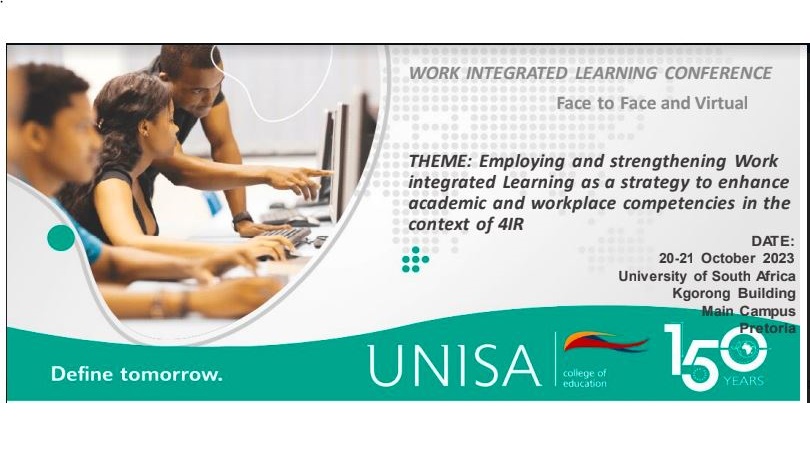 WORK INTEGRATED LEARNING CONFERENCE
Face to Face and Virtual
THEME: Employing and strengthening Work
integrated Learning as a strategy to enhance
academic and workplace competencies in the
context of 4IR
DATE:
20-21 October 2023
University of South Africa
Kgorong Building
Main Campus
Pretoria
Define tomorrow.
UNISA
college of
education
150
YEARS